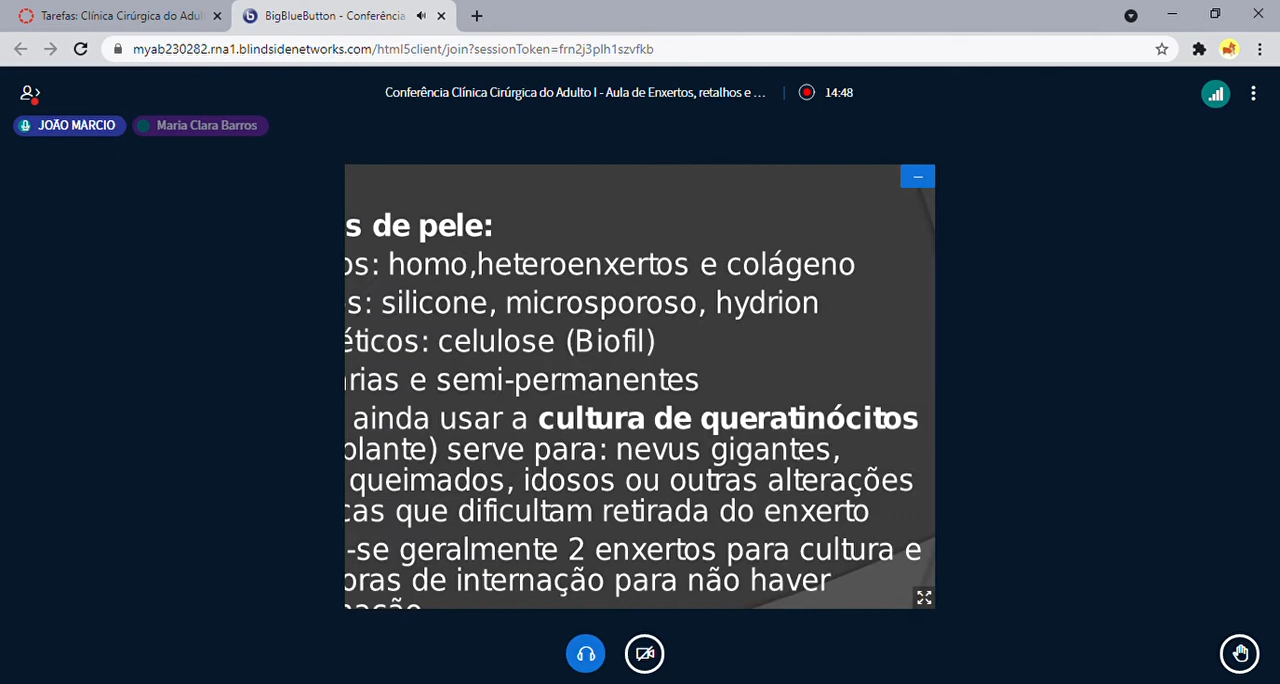 Tarefas: Clínica Cirúrgica do Adul
BigBlueButton - Conferência
myab230282.rna1.blindsidenetworks.com/html5client/join?sessionToken=frn2j3plh1szvfkb
Conferência Clínica Cirúrgica do Adulto I - Aula de Enxertos, retalhos e ...
14:48
JOÃO MARCIO
Maria Clara Barros
s de pele:
os: homo,heteroenxertos e colágeno
s: silicone, microsporoso, hydrion
éticos: celulose (Biofil)
árias e semi-permanentes
ainda usar a cultura de queratinócitos
plante) serve para: nevus gigantes,
queimados, idosos ou outras alterações
cas que dificultam retirada do enxerto
-se geralmente 2 enxertos para cultura e
oras de internação para não haver